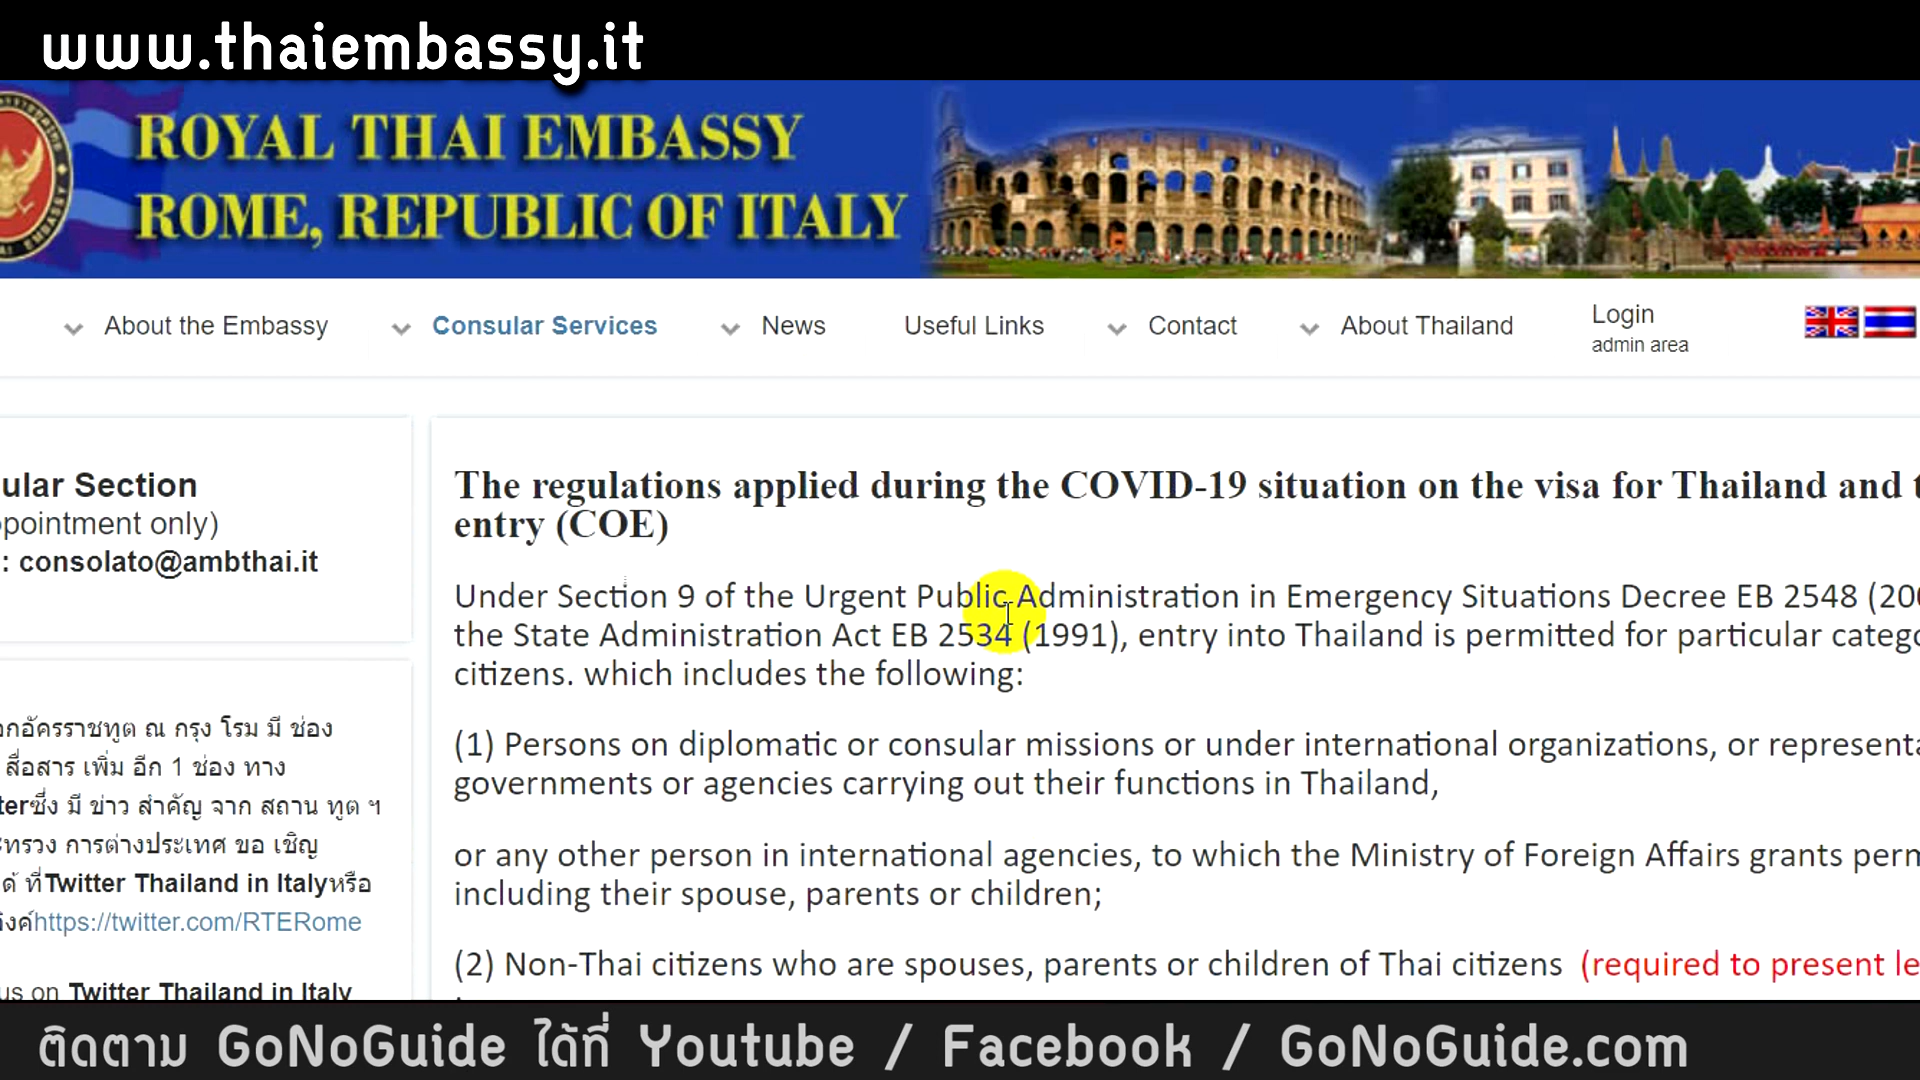 www.thaiembassy.it
ROYAL THAI EMBASSY
ROME, REPUBLIC OF ITALY
About the Embassy
Consular Services
News
Useful Links
Contact
About Thailand
Login
admin area
ular Section
ppointment only)
: consolato@ambthai.it
อกอัครราชทูต ณ กรุง โรม มี ช่อง
สื่อสาร เพิ่ม อีก 1 ช่อง ทาง
terซึ่ง มี ข่าว สำคัญ จาก สถาน ทูต ฯ
ะทรวง การต่างประเทศ ขอ เชิญ
ด้ ที่Twitter Thailand in Italyหรือ
งค์https://twitter.com/RTERome
us on Twitter Thailand in Italy
The regulations applied during the COVID-19 situation on the visa for Thailand and t
entry (COE)
Under Section 9 of the Urgent Public Administration in Emergency Situations Decree EB 2548 (200
the State Administration Act EB 2534 (1991), entry into Thailand is permitted for particular catego
citizens. which includes the following:
(1) Persons on diplomatic or consular missions or under international organizations, or representa
governments or agencies carrying out their functions in Thailand,
or any other person in international agencies, to which the Ministry of Foreign Affairs grants perm
including their spouse, parents or children;
(2) Non-Thai citizens who are spouses, parents or children of Thai citizens (required to present le
ติดตาม GoNoGuide ได้ที่ Youtube / Facebook / GoNoGuide.com